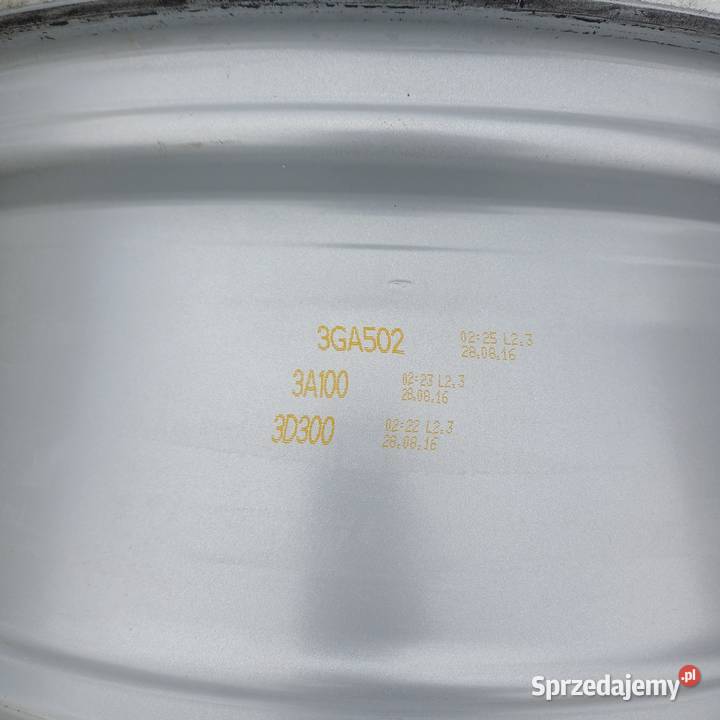 3GA502 02:25 L2.3
28.08.16
3A100 02:23 L2.3
28.08.16
3D300 02:22 L2.3
28.08.16
Sprzedajemy.pl